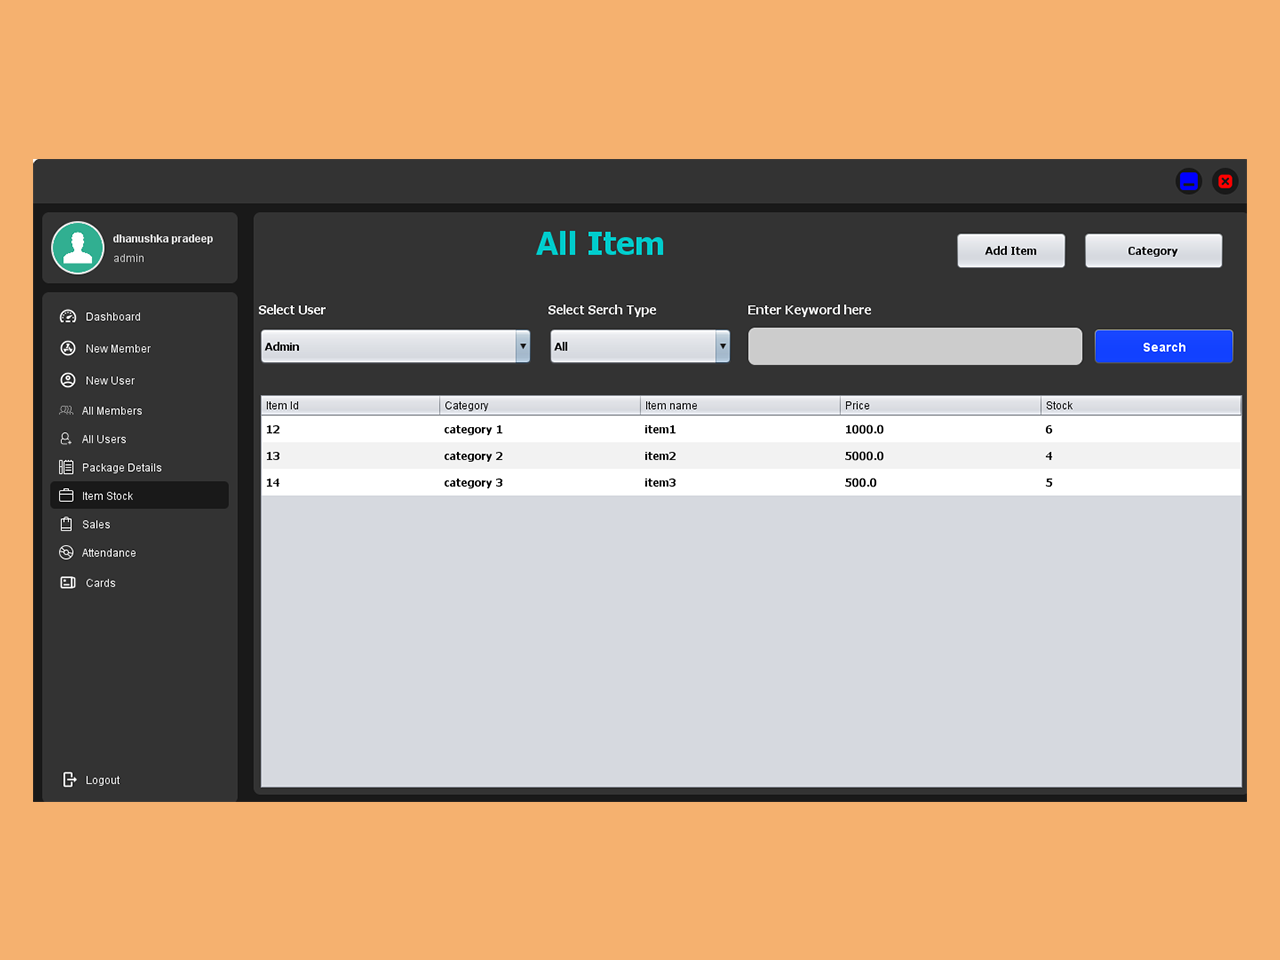 dhanushka pradeep
admin
Dashboard
New Member
New User
All Members
All Users
Package Details
Item Stock
Sales
Attendance
Cards
Logout
All Item
Add Item
Category
Select User
Select Serch Type
Enter Keyword here
Admin
All
Search
Item Id Category Item name Price Stock
12 category 1 item1 1000.0 6
13 category 2 item2 5000.0 4
14 category 3 item3 500.0 5